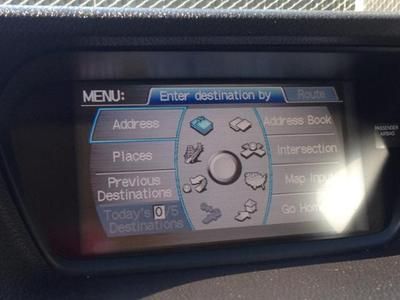 MENU: Enter destination by Route
Address
Address Book
Places
Intersection
Previous
Destinations
Map Input
Today's 0/5
Destinations
Go Home
PASSENGER
AIRBAG